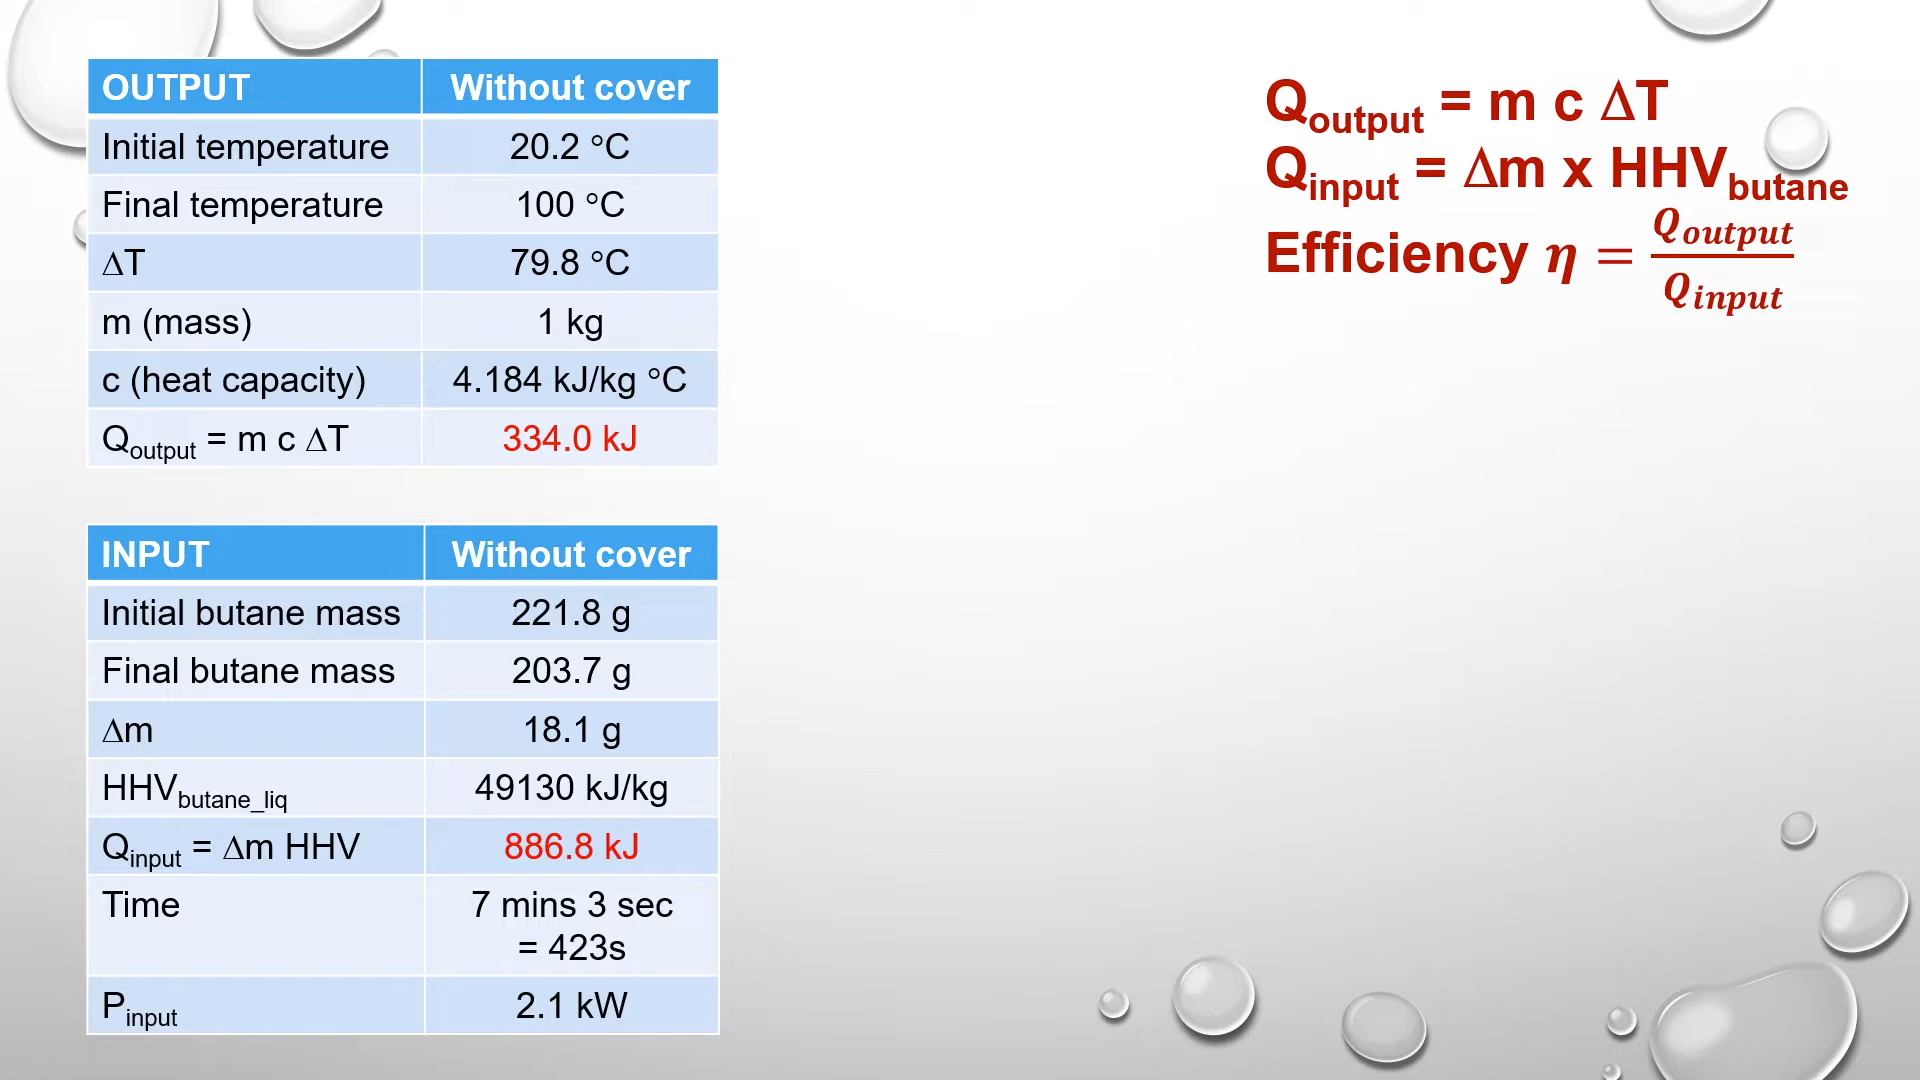 OUTPUT Without cover
Initial temperature 20.2 °C
Final temperature 100 °C
ΔT 79.8 °C
m (mass) 1 kg
c (heat capacity) 4.184 kJ/kg °C
Qoutput = m c ΔT 334.0 kJ
INPUT Without cover
Initial butane mass 221.8 g
Final butane mass 203.7 g
Δm 18.1 g
HHVbutane_liq 49130 kJ/kg
Qinput = Δm HHV 886.8 kJ
Time 7 mins 3 sec
= 423s
Pinput 2.1 kW
Qoutput = m c ΔT
Qinput = Δm x HHVbutane
Efficiency η = Qoutput / Qinput